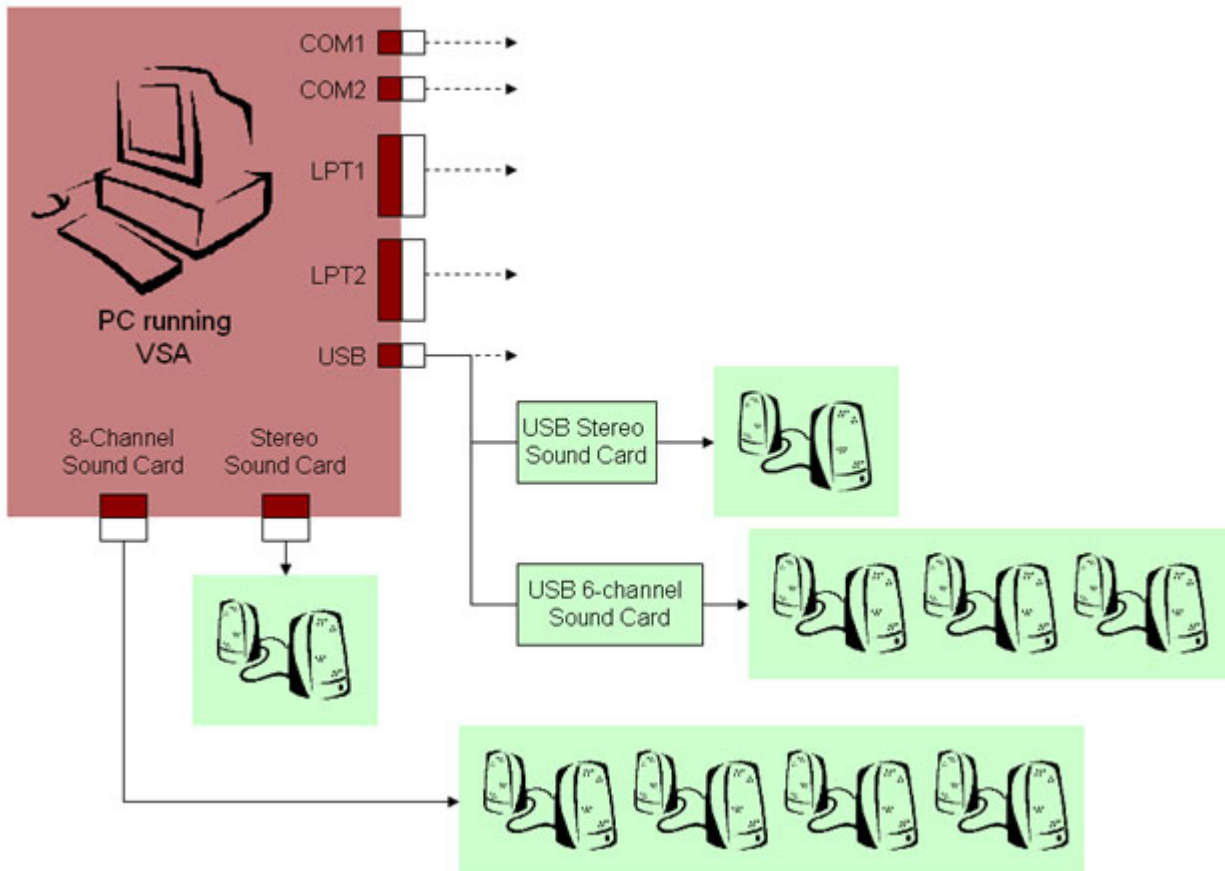 COM1
COM2
LPT1
LPT2
PC running
VSA
USB
8-Channel
Sound Card
Stereo
Sound Card
USB Stereo
Sound Card
USB 6-channel
Sound Card